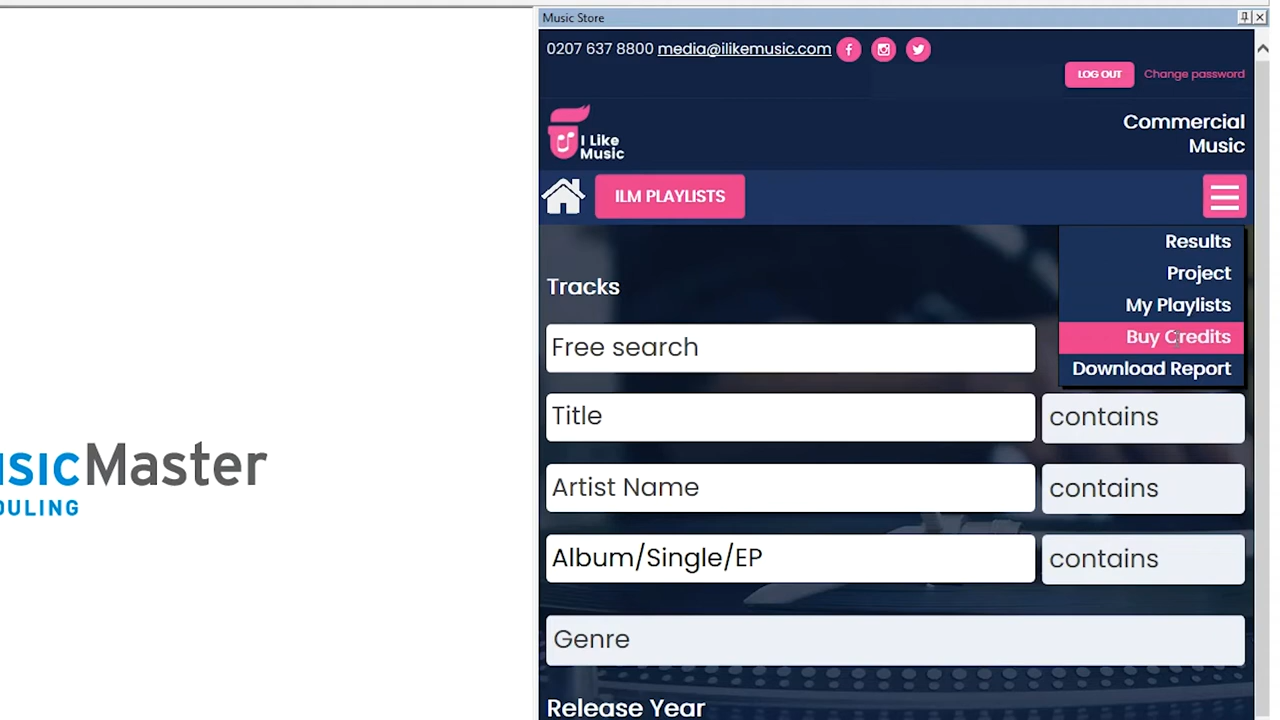 Music Store
0207 637 8800 media@ilikemusic.com
LOG OUT Change password
I Like
Music
Commercial
Music
ILM PLAYLISTS
Results
Project
My Playlists
Buy Credits
Download Report
Tracks
Free search
Title contains
Artist Name contains
Album/Single/EP contains
Genre
Release Year
sicMaster
ULING